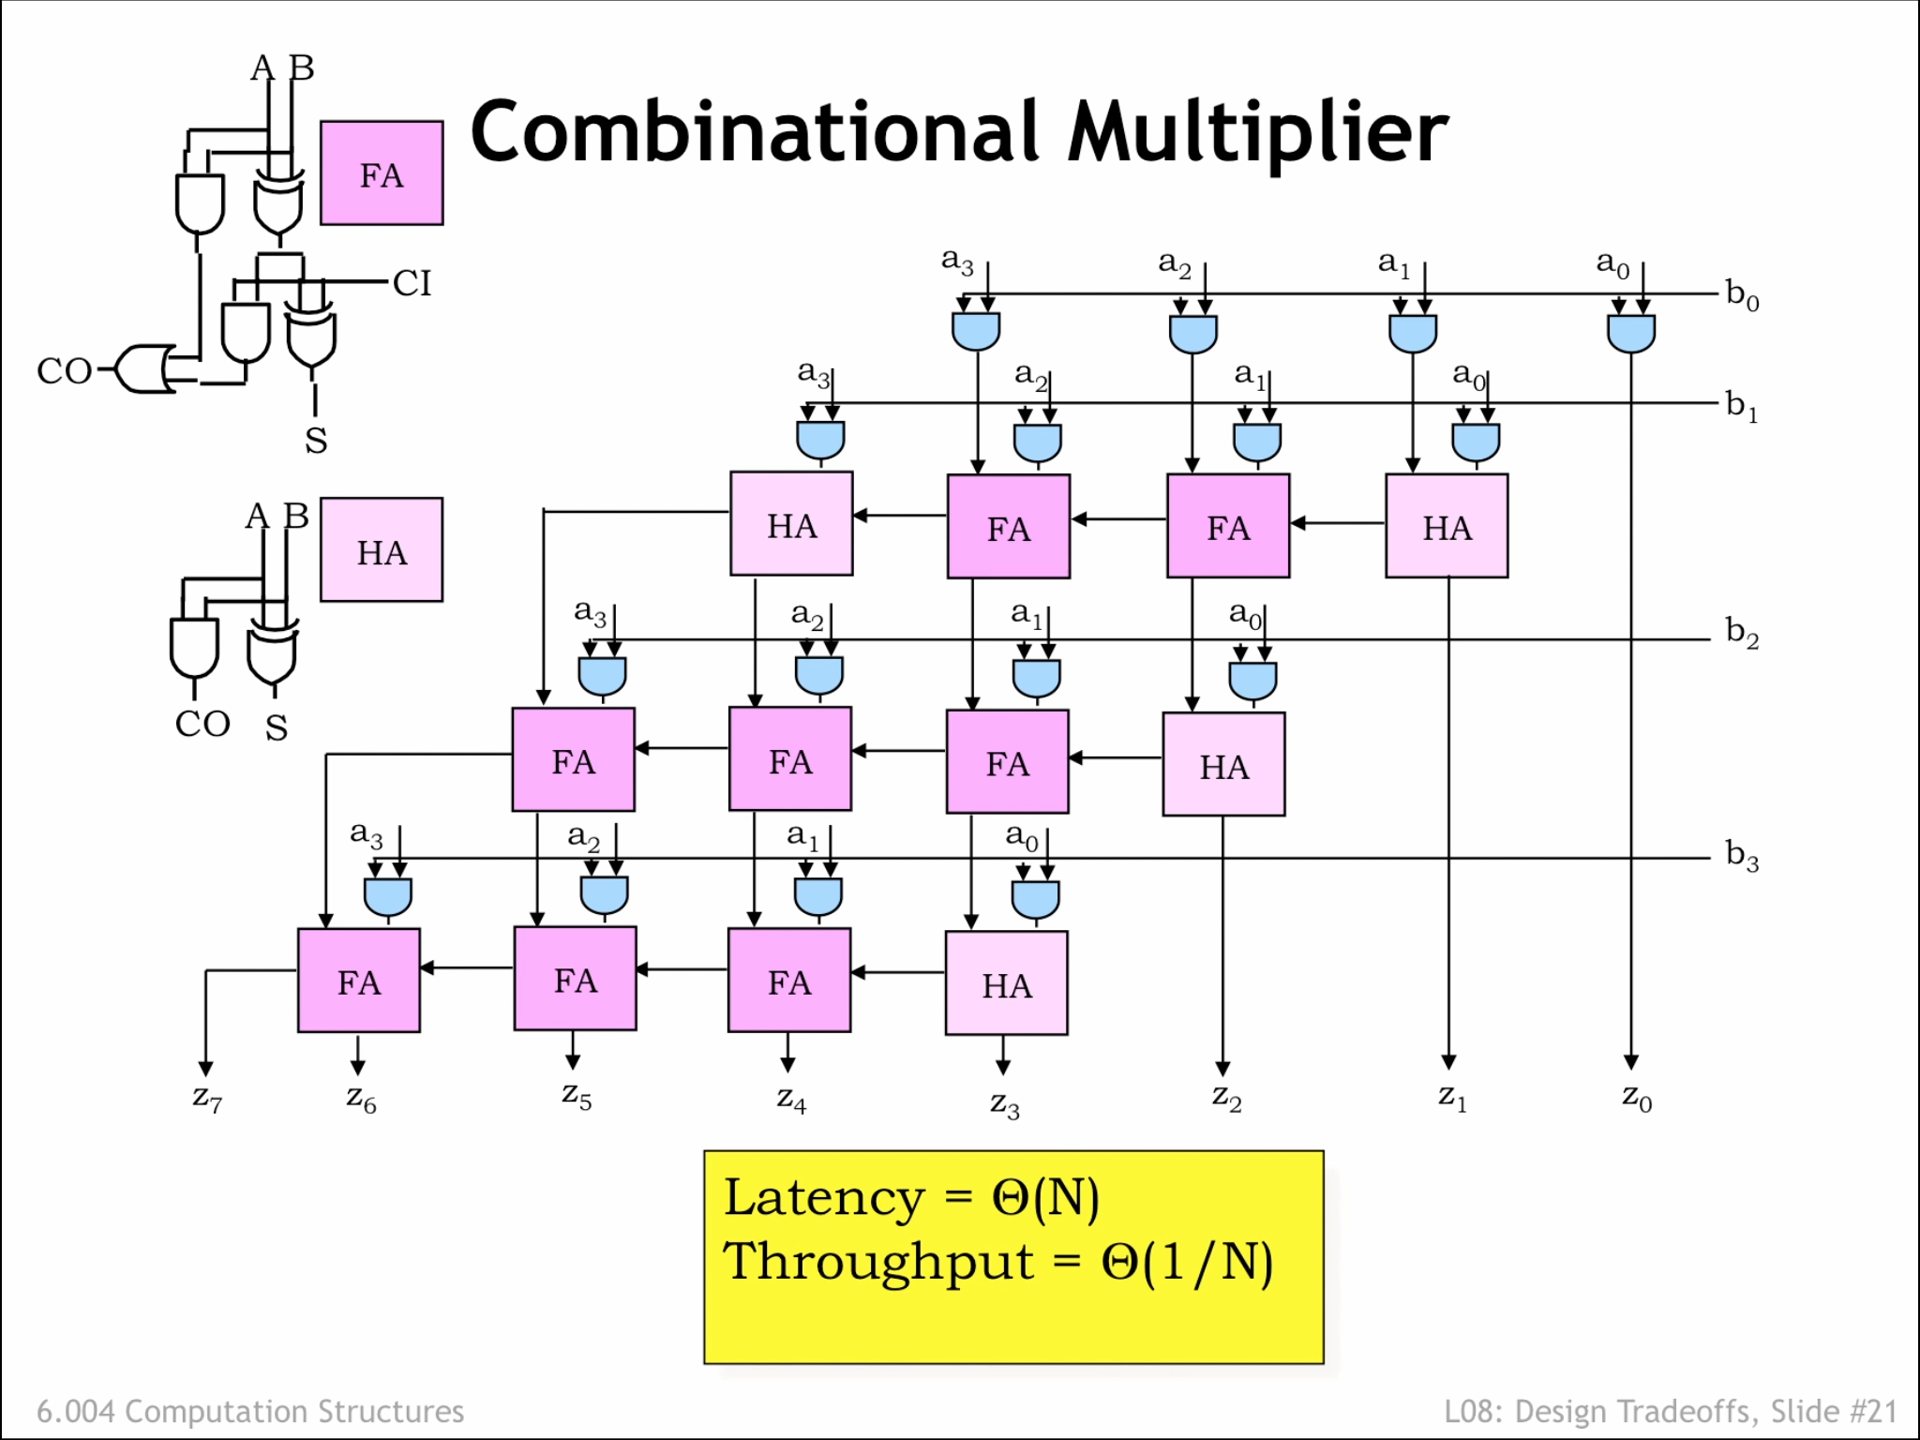 Combinational Multiplier
A B
FA
CI
CO
S
A B
HA
CO S
a3 a2 a1 a0 b0
a3 a2 a1 a0 b1
HA FA FA HA
a3 a2 a1 a0 b2
FA FA FA HA
a3 a2 a1 a0 b3
FA FA FA HA
z7 z6 z5 z4 z3 z2 z1 z0
Latency = Θ(N)
Throughput = Θ(1/N)
6.004 Computation Structures
L08: Design Tradeoffs, Slide #21